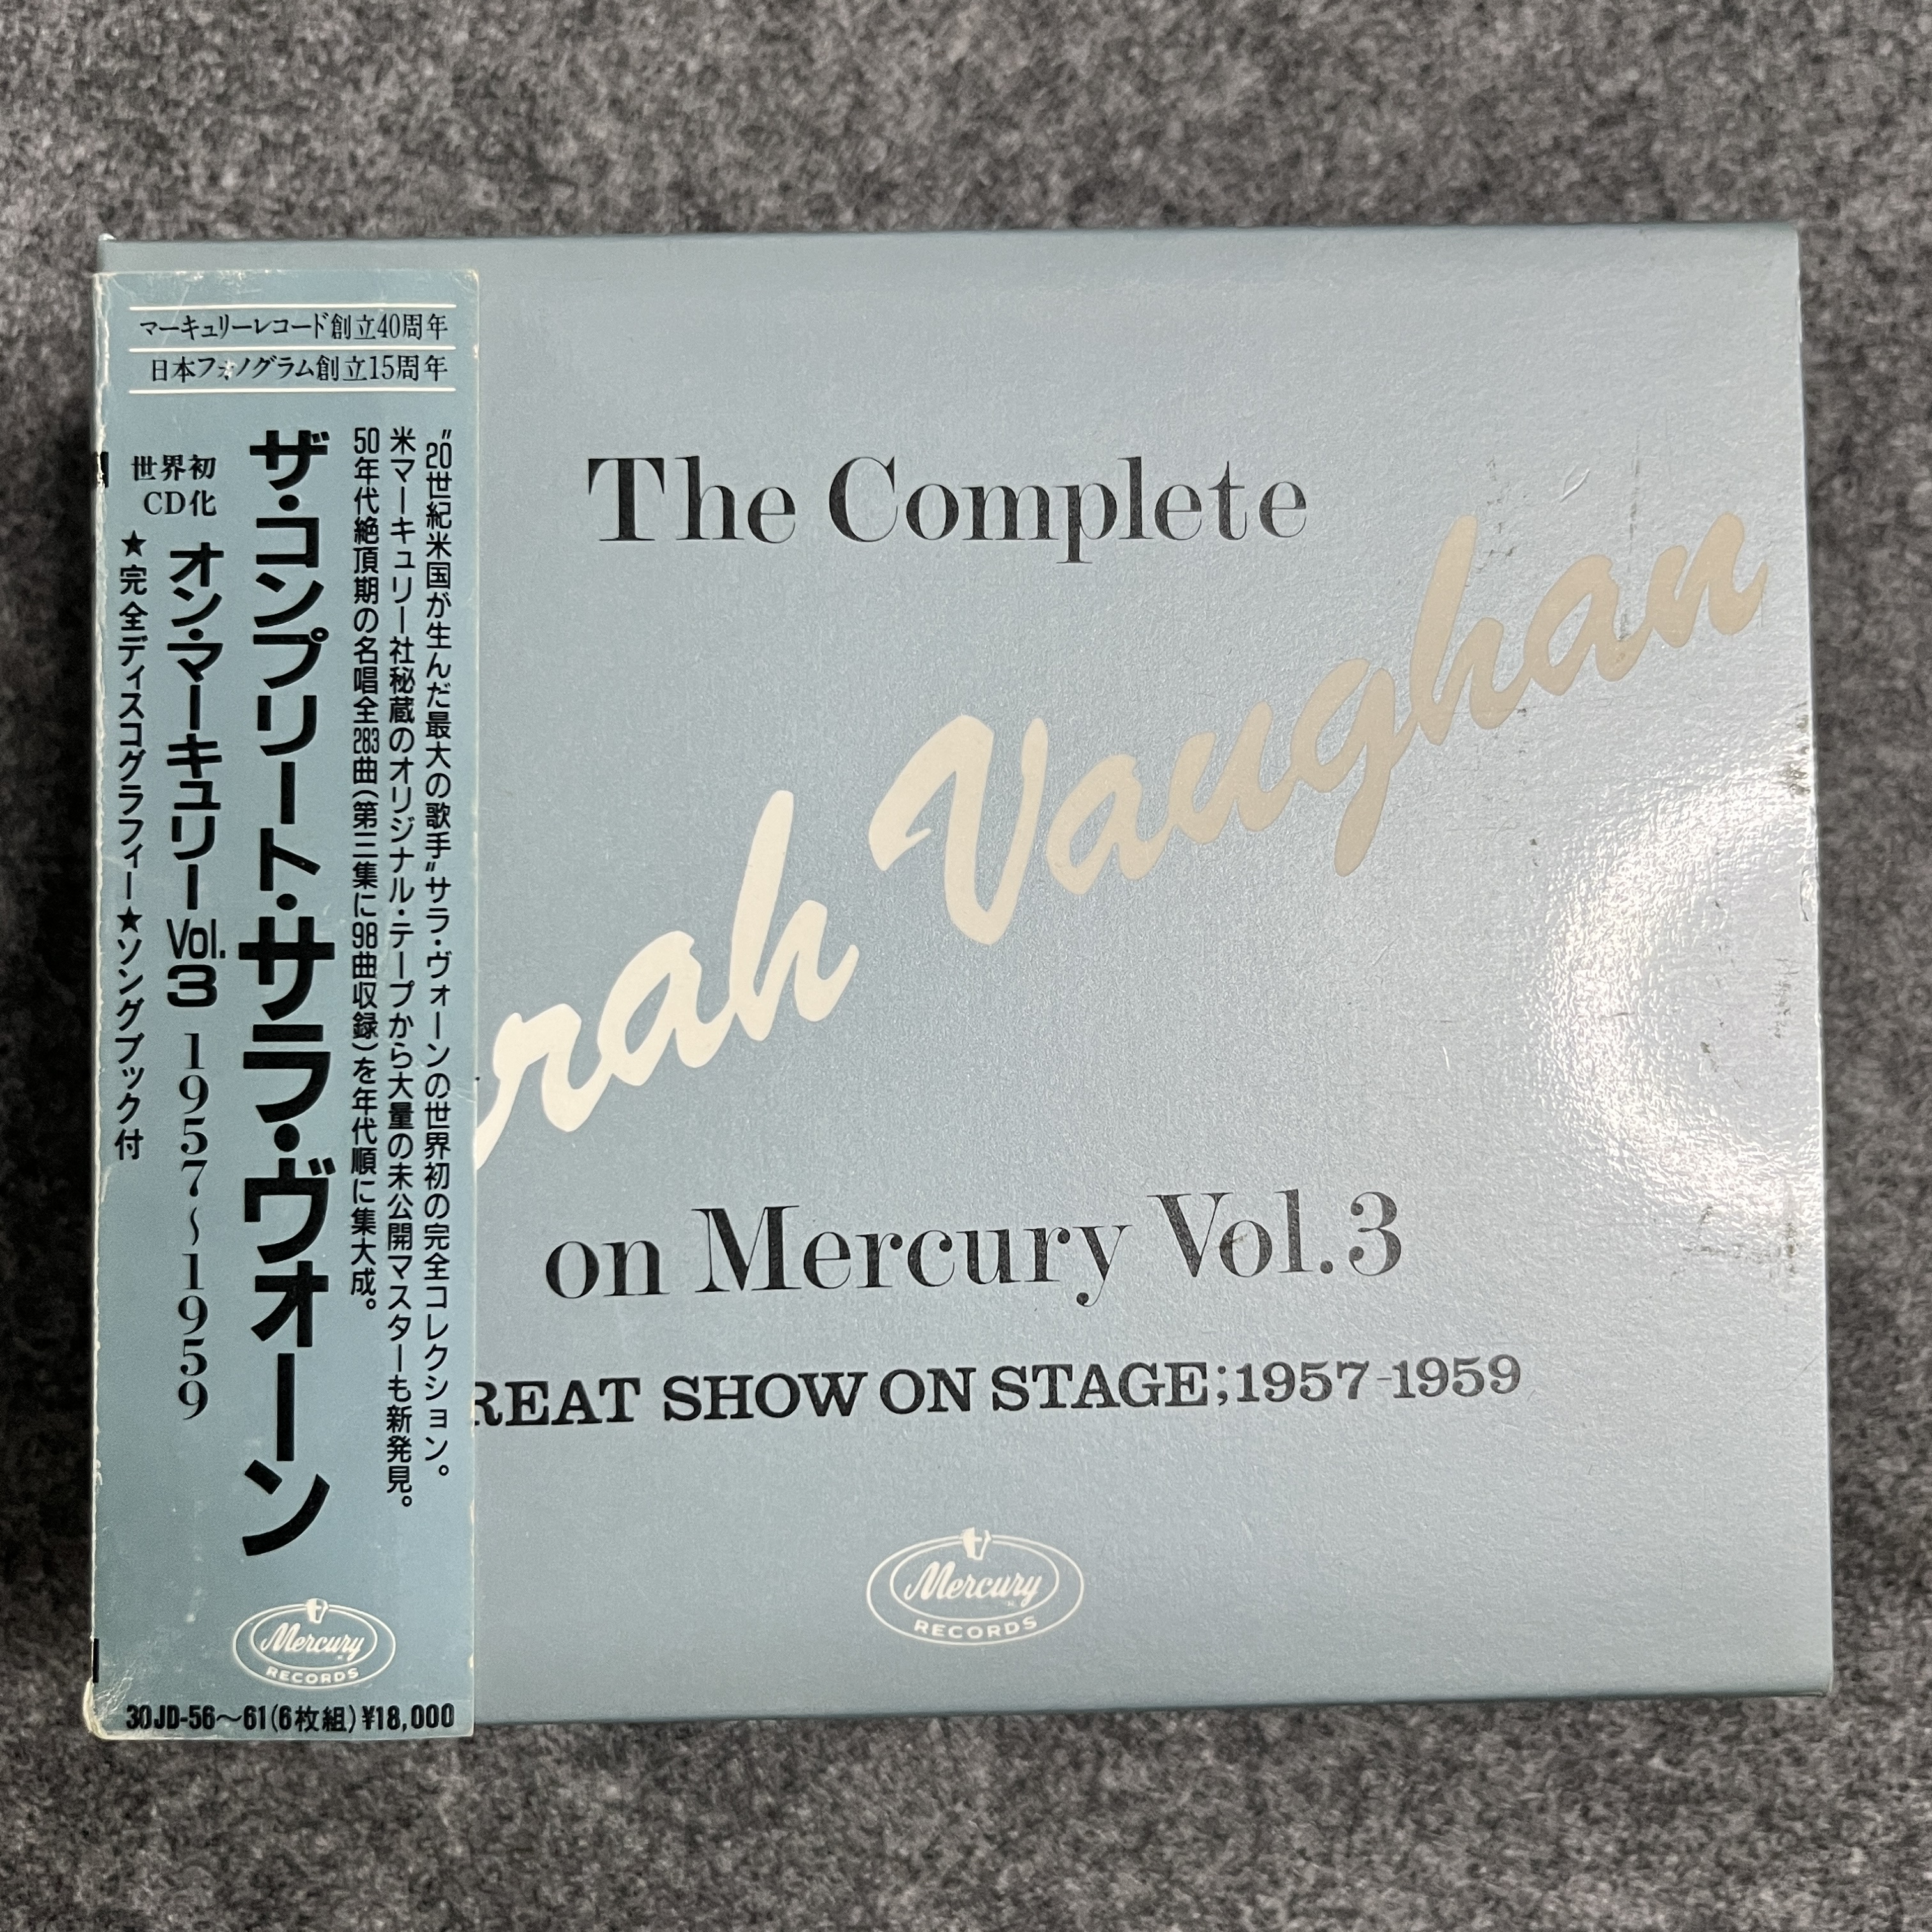 マーキュリーレコード創立40周年
日本フォノグラム創立15周年
"20世紀米国が生んだ最大の歌手"サラ・ヴォーンの世界初の完全コレクション。
米マーキュリー社秘蔵のオリジナル・テープから大量の未公開マスターも新発見。
50年代絶頂期の名唱全283曲(第三集に98曲収録)を年代順に集大成。
ザ・コンプリート・サラ・ヴォーン
世界初
CD化
オン・マーキュリー Vol.3 1957~1959
★完全ディスコグラフィー★ソングブック付
Mercury
RECORDS
30JD-56〜61(6枚組)¥18,000
The Complete
rah Vaughan
on Mercury Vol.3
REAT SHOW ON STAGE;1957-1959
Mercury
RECORDS